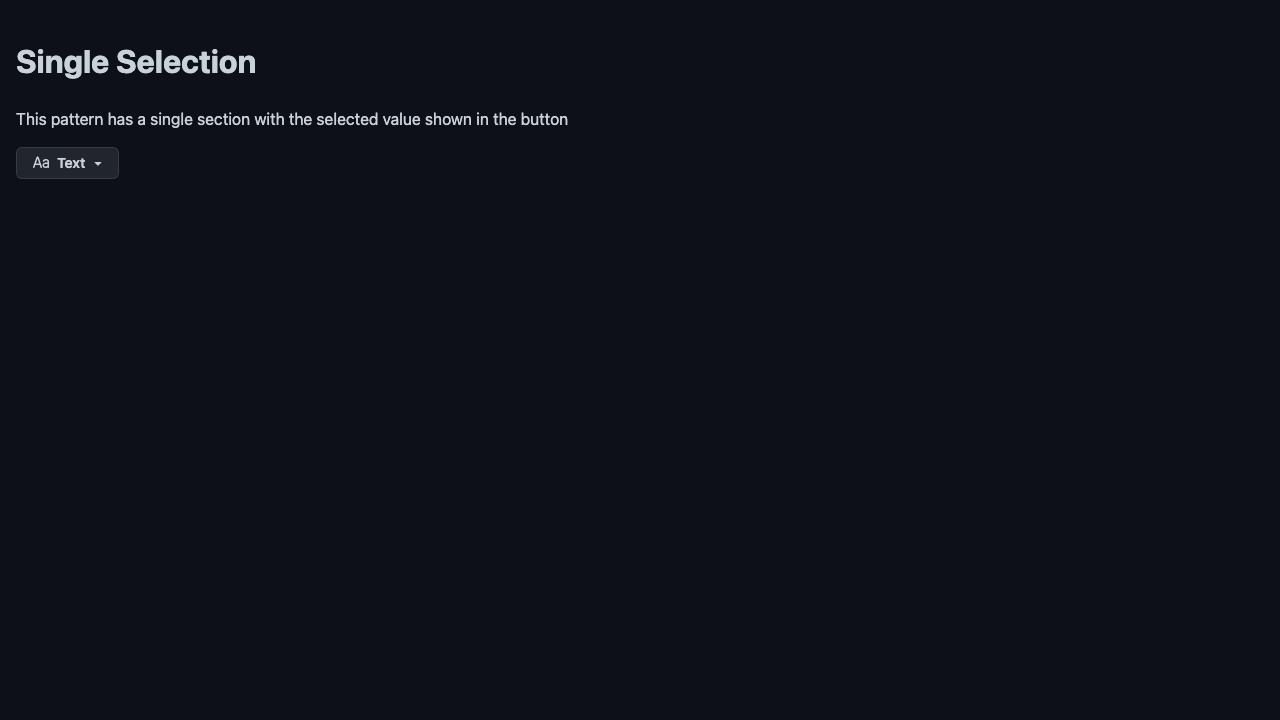 Single Selection
This pattern has a single section with the selected value shown in the button
Aa Text